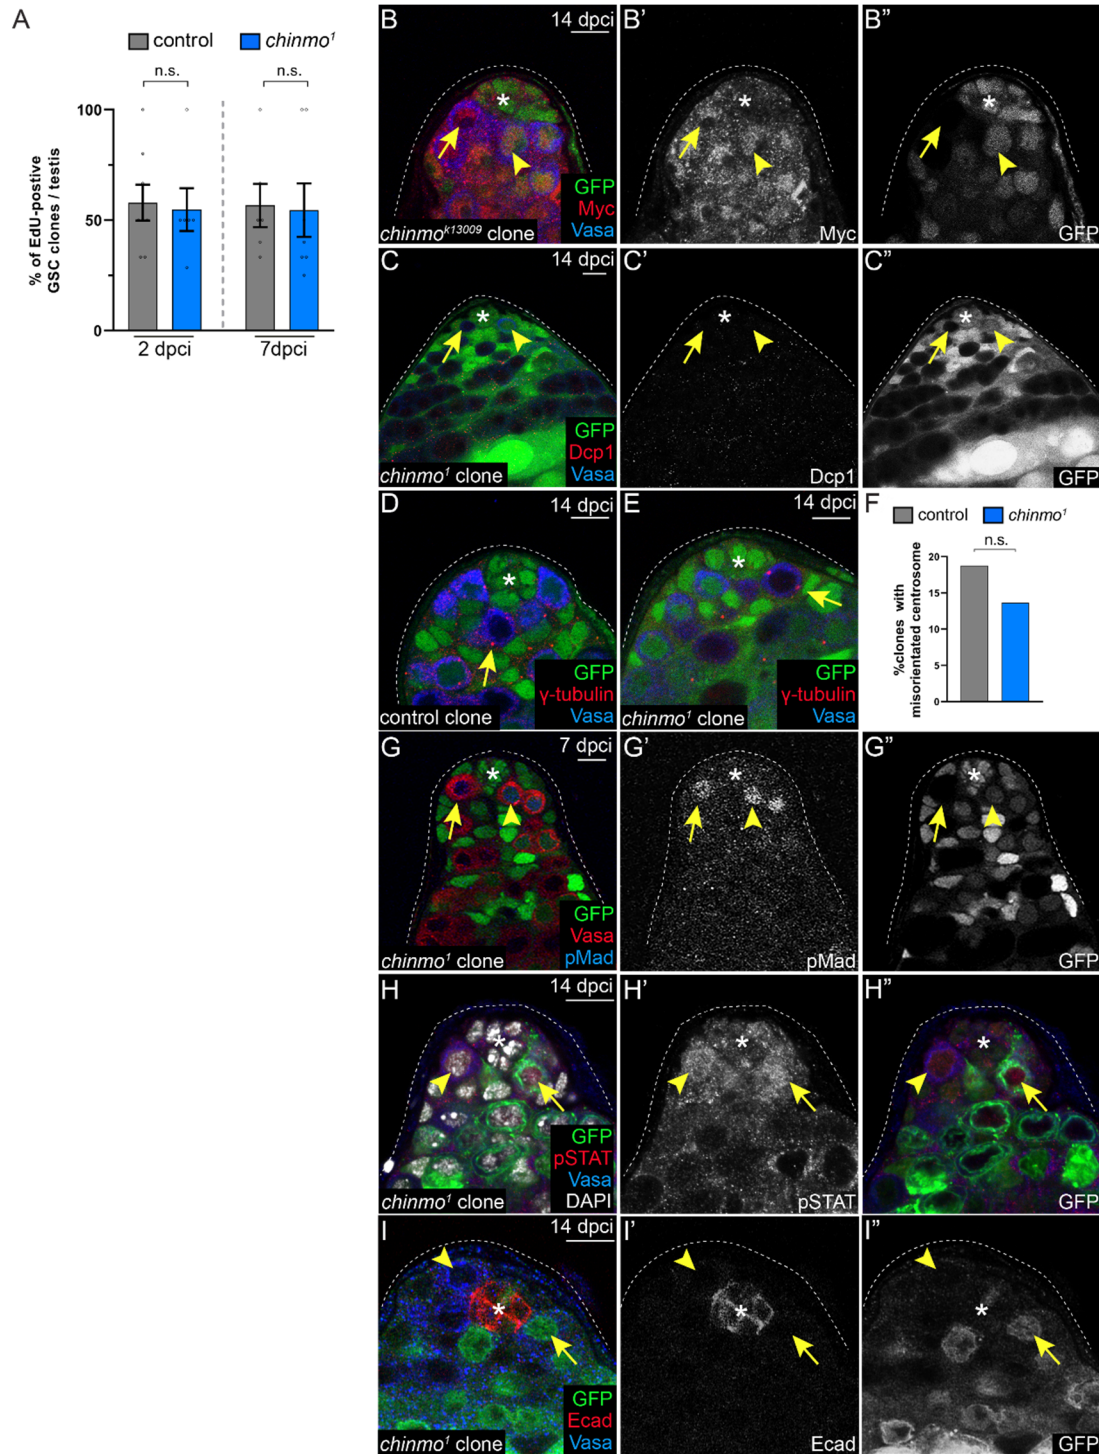 A
control chinmo¹
n.s. n.s.
% of EdU-postive
GSC clones / testis
100
50
0
2 dpci 7dpci
B 14 dpci B' B"
GFP
Myc
Vasa
chinmoᵏ¹³⁰⁰⁹ clone
Myc
GFP
*
*
*
C 14 dpci C' C"
*
*
*
GFP
Dcp1
Vasa
chinmo¹ clone
Dcp1
GFP
D 14 dpci
*
GFP
γ-tubulin
Vasa
control clone
E 14 dpci
*
GFP
γ-tubulin
Vasa
chinmo¹ clone
F
control chinmo¹
n.s.
%clones with
misorientated centrosome
20
15
10
5
0
G 7 dpci G' G"
*
*
*
GFP
Vasa
pMad
chinmo¹ clone
pMad
GFP
H 14 dpci H' H"
*
*
*
GFP
pSTAT
Vasa
DAPI
chinmo¹ clone
pSTAT
GFP
I 14 dpci I' I"
*
*
*
GFP
Ecad
Vasa
chinmo¹ clone
Ecad
GFP